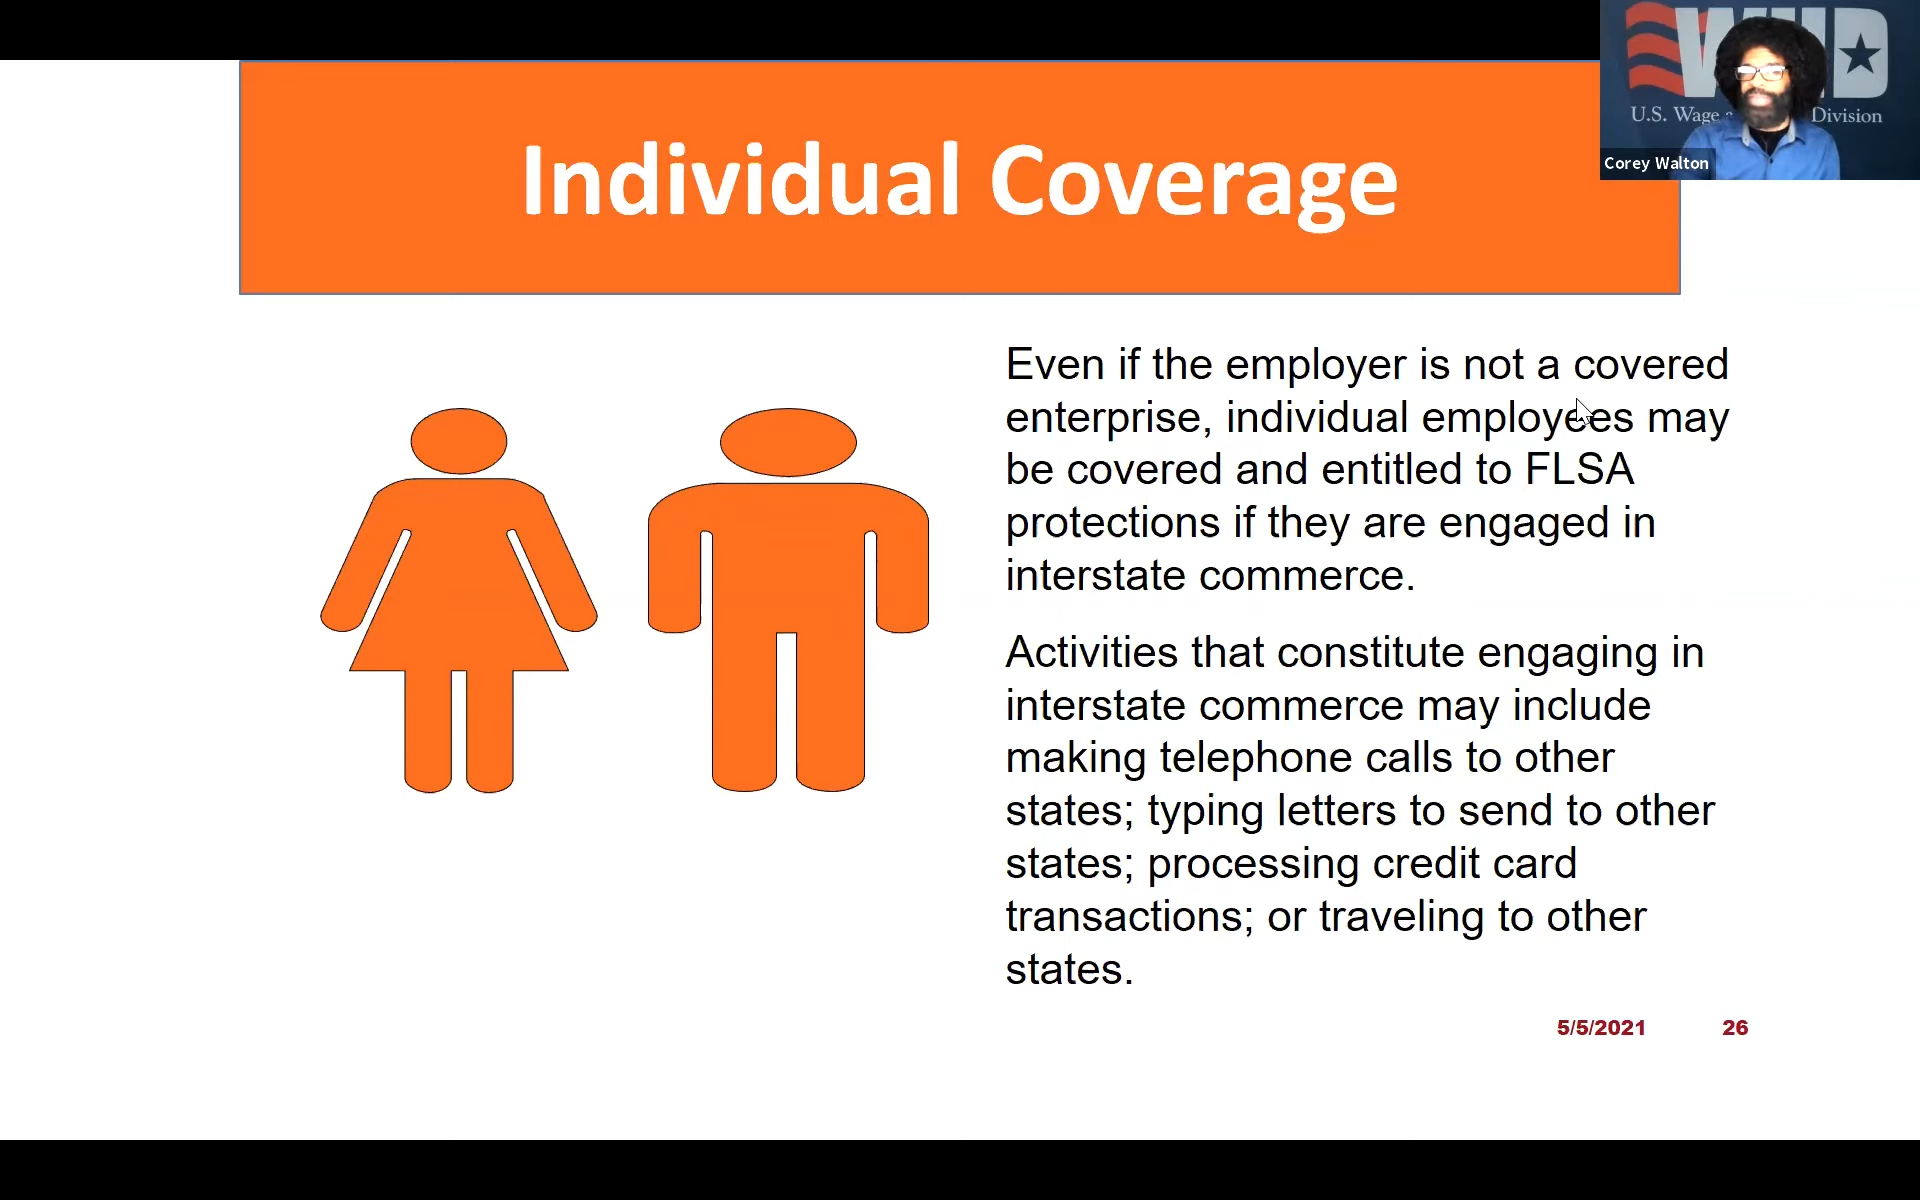 WHD
U.S. Wage a Division
Corey Walton
Individual Coverage
Even if the employer is not a covered
enterprise, individual employees may
be covered and entitled to FLSA
protections if they are engaged in
interstate commerce.
Activities that constitute engaging in
interstate commerce may include
making telephone calls to other
states; typing letters to send to other
states; processing credit card
transactions; or traveling to other
states.
5/5/2021 26